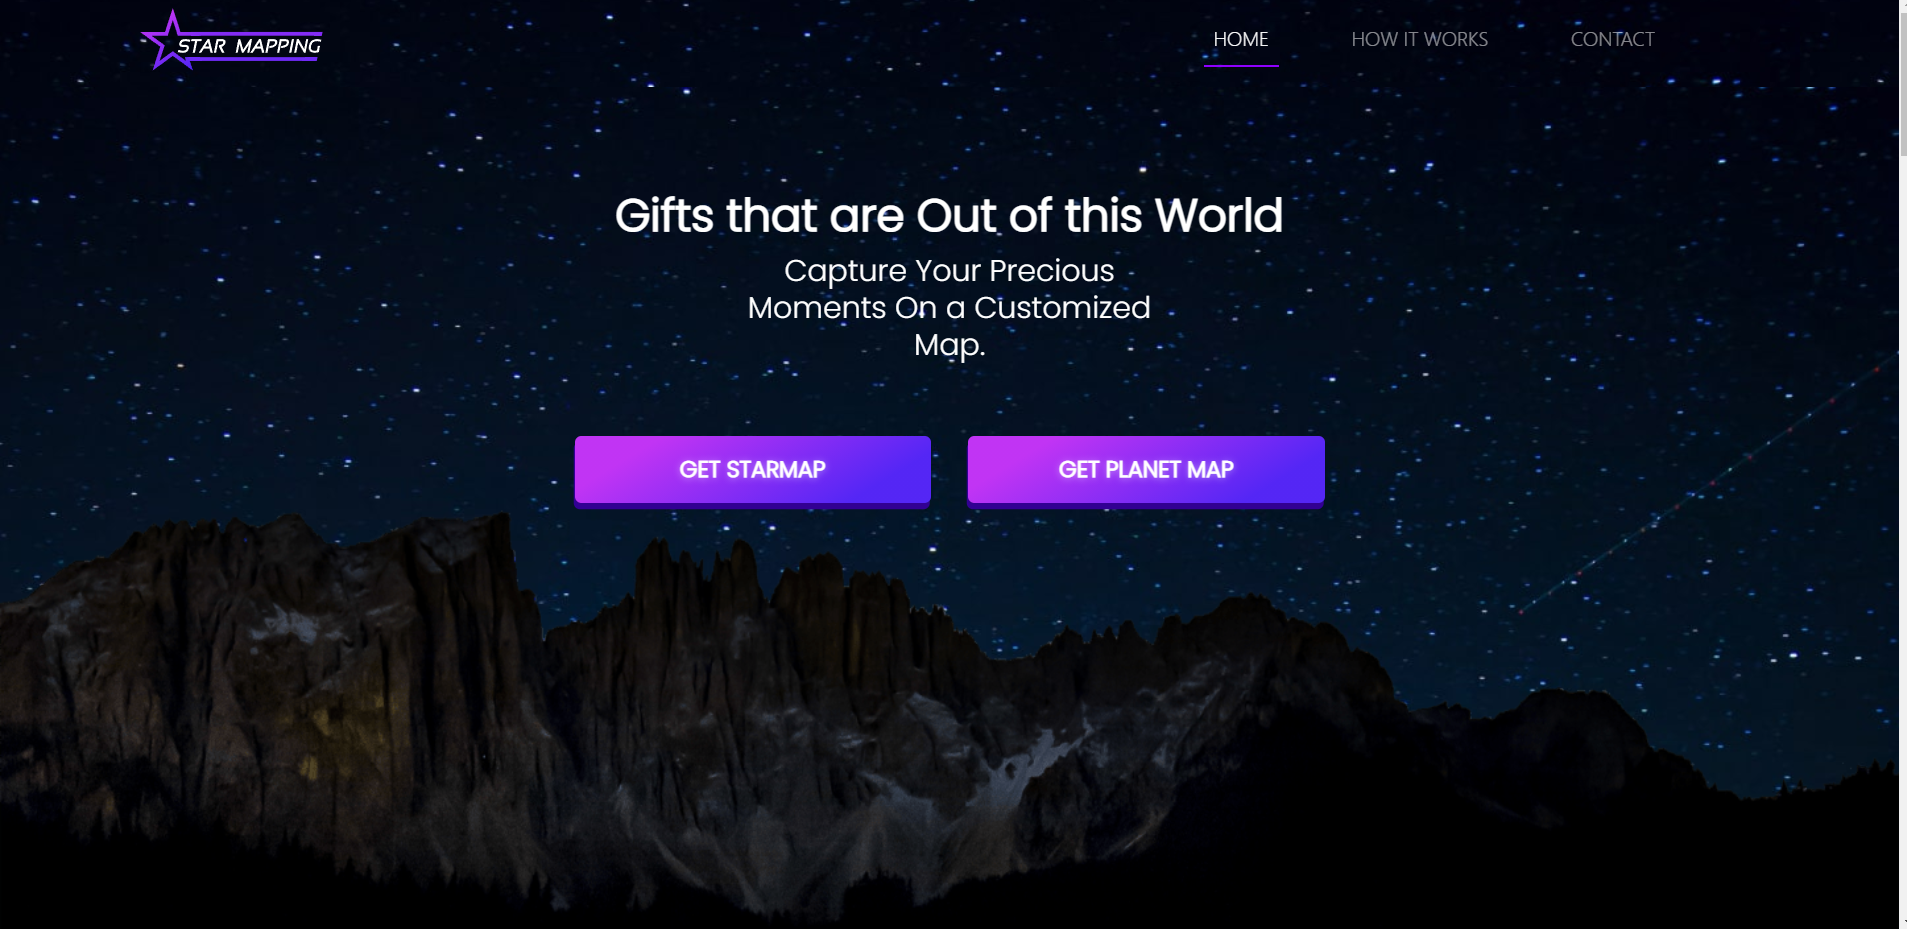 STAR MAPPING
HOME
HOW IT WORKS
CONTACT
Gifts that are Out of this World
Capture Your Precious
Moments On a Customized
Map.
GET STARMAP
GET PLANET MAP